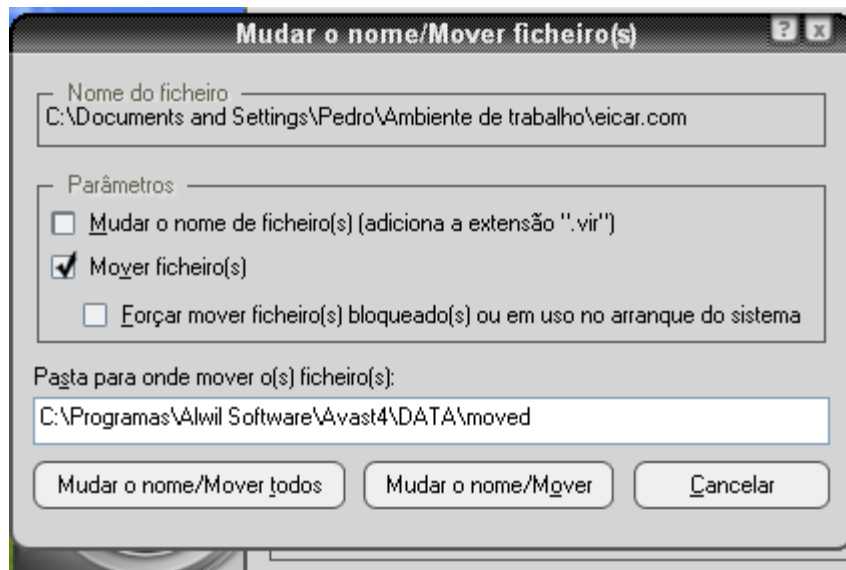 Mudar o nome/Mover ficheiro(s)
Nome do ficheiro
C:\Documents and Settings\Pedro\Ambiente de trabalho\eicar.com
Parâmetros
Mudar o nome de ficheiro(s) (adiciona a extensão ".vir")
Mover ficheiro(s)
Forçar mover ficheiro(s) bloqueado(s) ou em uso no arranque do sistema
Pasta para onde mover o(s) ficheiro(s):
C:\Programas\Alwil Software\Avast4\DATA\moved
Mudar o nome/Mover todos Mudar o nome/Mover Cancelar